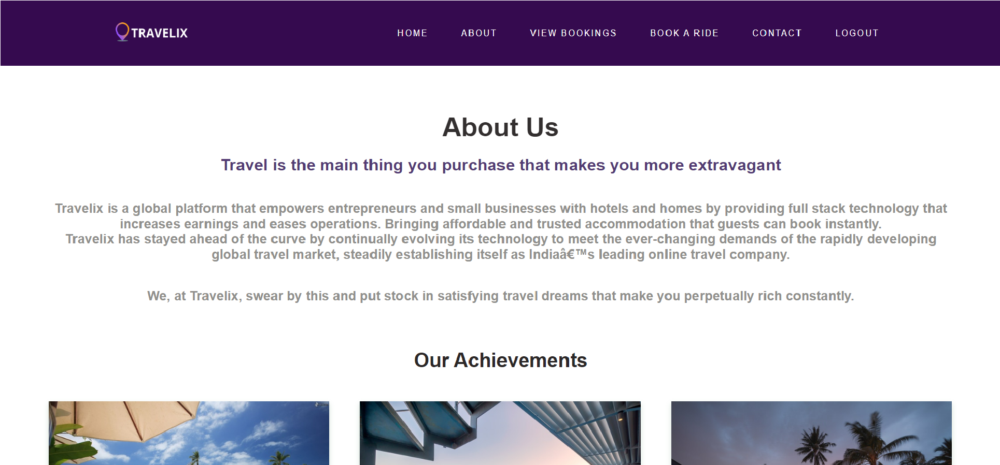 TRAVELIX
HOME ABOUT VIEW BOOKINGS BOOK A RIDE CONTACT LOGOUT
About Us
Travel is the main thing you purchase that makes you more extravagant
Travelix is a global platform that empowers entrepreneurs and small businesses with hotels and homes by providing full stack technology that
increases earnings and eases operations. Bringing affordable and trusted accommodation that guests can book instantly.
Travelix has stayed ahead of the curve by continually evolving its technology to meet the ever-changing demands of the rapidly developing
global travel market, steadily establishing itself as Indiaâ€™s leading online travel company.
We, at Travelix, swear by this and put stock in satisfying travel dreams that make you perpetually rich constantly.
Our Achievements